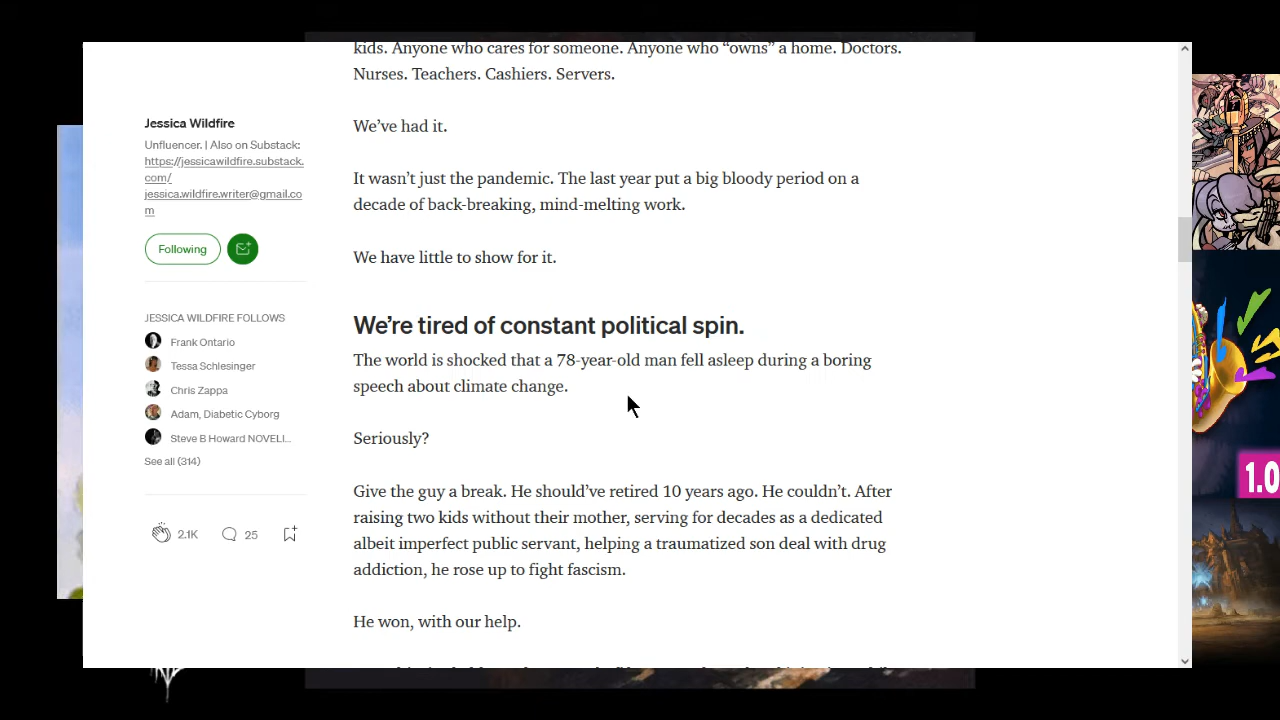 kids. Anyone who cares for someone. Anyone who “owns” a home. Doctors.
Nurses. Teachers. Cashiers. Servers.
We’ve had it.
It wasn’t just the pandemic. The last year put a big bloody period on a
decade of back-breaking, mind-melting work.
We have little to show for it.
We’re tired of constant political spin.
The world is shocked that a 78-year-old man fell asleep during a boring
speech about climate change.
Seriously?
Give the guy a break. He should’ve retired 10 years ago. He couldn’t. After
raising two kids without their mother, serving for decades as a dedicated
albeit imperfect public servant, helping a traumatized son deal with drug
addiction, he rose up to fight fascism.
He won, with our help.
Jessica Wildfire
Unfluencer. | Also on Substack:
https://jessicawildfire.substack.
com/
jessica.wildfire.writer@gmail.co
m
Following
JESSICA WILDFIRE FOLLOWS
Frank Ontario
Tessa Schlesinger
Chris Zappa
Adam, Diabetic Cyborg
Steve B Howard NOVELI...
See all (314)
2.1K
25
1.0